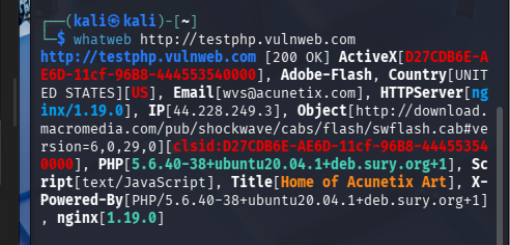 ┌──(kali㉿kali)-[~]
└─$ whatweb http://testphp.vulnweb.com
http://testphp.vulnweb.com [200 OK] ActiveX[D27CDB6E-A
E6D-11cf-96B8-444553540000], Adobe-Flash, Country[UNIT
ED STATES][US], Email[wvs@acunetix.com], HTTPServer[ng
inx/1.19.0], IP[44.228.249.3], Object[http://download.
macromedia.com/pub/shockwave/cabs/flash/swflash.cab#ve
rsion=6,0,29,0][clsid:D27CDB6E-AE6D-11cf-96B8-44455354
0000], PHP[5.6.40-38+ubuntu20.04.1+deb.sury.org+1], Sc
ript[text/JavaScript], Title[Home of Acunetix Art], X-
Powered-By[PHP/5.6.40-38+ubuntu20.04.1+deb.sury.org+1]
, nginx[1.19.0]